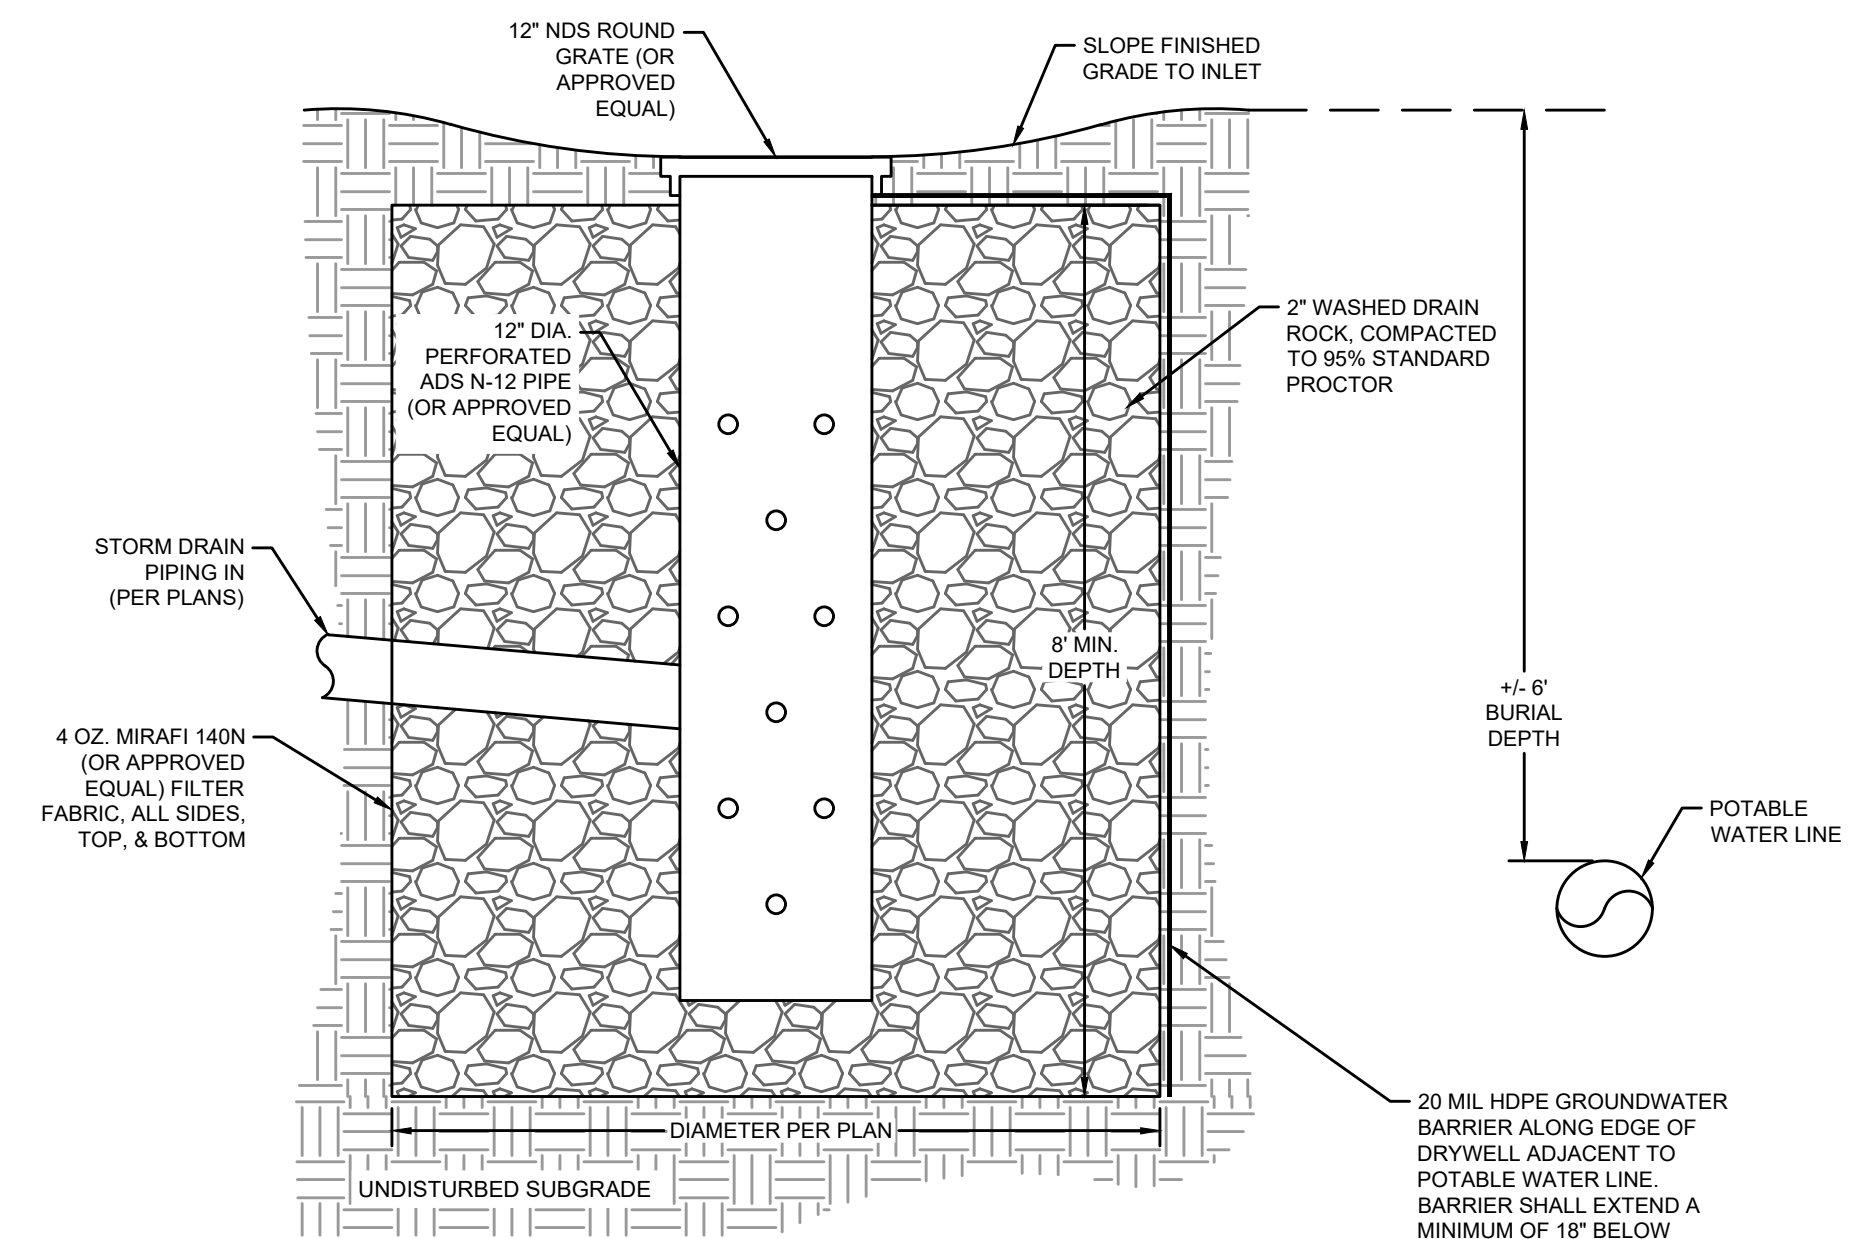 12" NDS ROUND
GRATE (OR
APPROVED
EQUAL)
SLOPE FINISHED
GRADE TO INLET
2" WASHED DRAIN
ROCK, COMPACTED
TO 95% STANDARD
PROCTOR
12" DIA.
PERFORATED
ADS N-12 PIPE
(OR APPROVED
EQUAL)
STORM DRAIN
PIPING IN
(PER PLANS)
8' MIN.
DEPTH
+/- 6'
BURIAL
DEPTH
4 OZ. MIRAFI 140N
(OR APPROVED
EQUAL) FILTER
FABRIC, ALL SIDES,
TOP, & BOTTOM
POTABLE
WATER LINE
20 MIL HDPE GROUNDWATER
BARRIER ALONG EDGE OF
DRYWELL ADJACENT TO
POTABLE WATER LINE.
BARRIER SHALL EXTEND A
MINIMUM OF 18" BELOW
DIAMETER PER PLAN
UNDISTURBED SUBGRADE